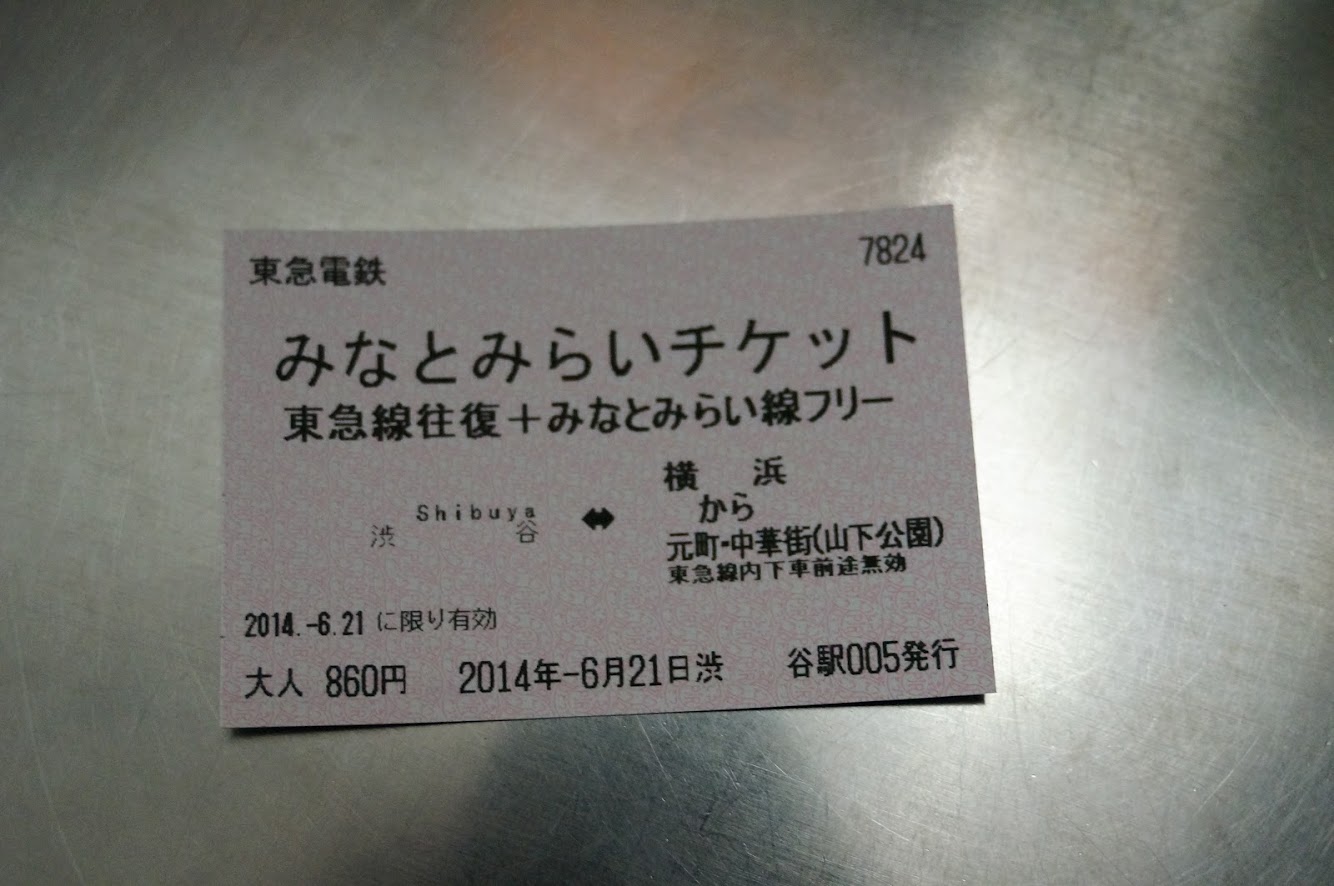 東急電鉄 7824
みなとみらいチケット
東急線往復+みなとみらい線フリー
Shibuya
渋谷 ⬌ 横浜
から
元町・中華街(山下公園)
東急線内下車前途無効
2014.-6.21 に限り有効
大人 860円 2014年-6月21日渋 谷駅005発行